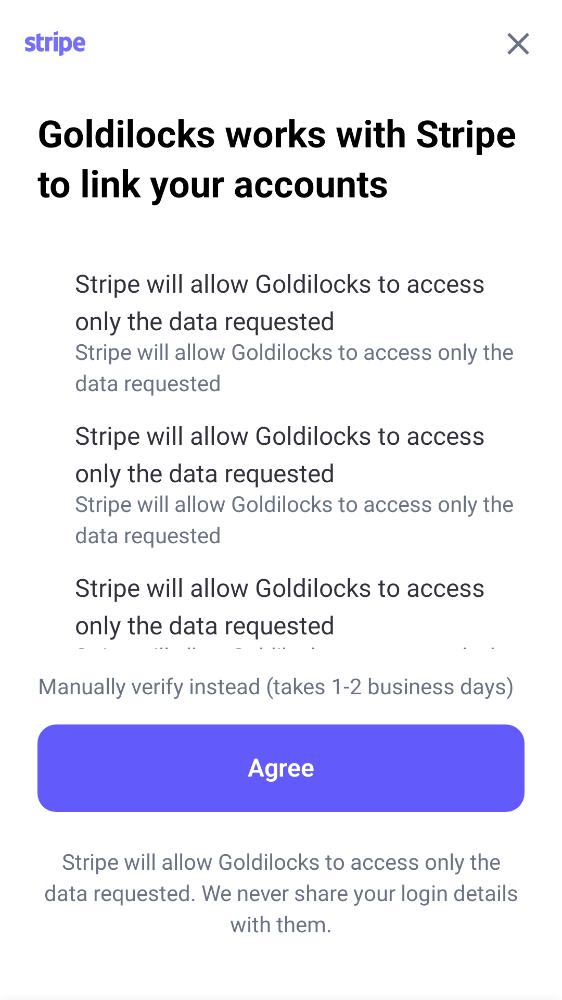 stripe
Goldilocks works with Stripe
to link your accounts
Stripe will allow Goldilocks to access
only the data requested
Stripe will allow Goldilocks to access only the
data requested
Stripe will allow Goldilocks to access
only the data requested
Stripe will allow Goldilocks to access only the
data requested
Stripe will allow Goldilocks to access
only the data requested
Manually verify instead (takes 1-2 business days)
Agree
Stripe will allow Goldilocks to access only the
data requested. We never share your login details
with them.